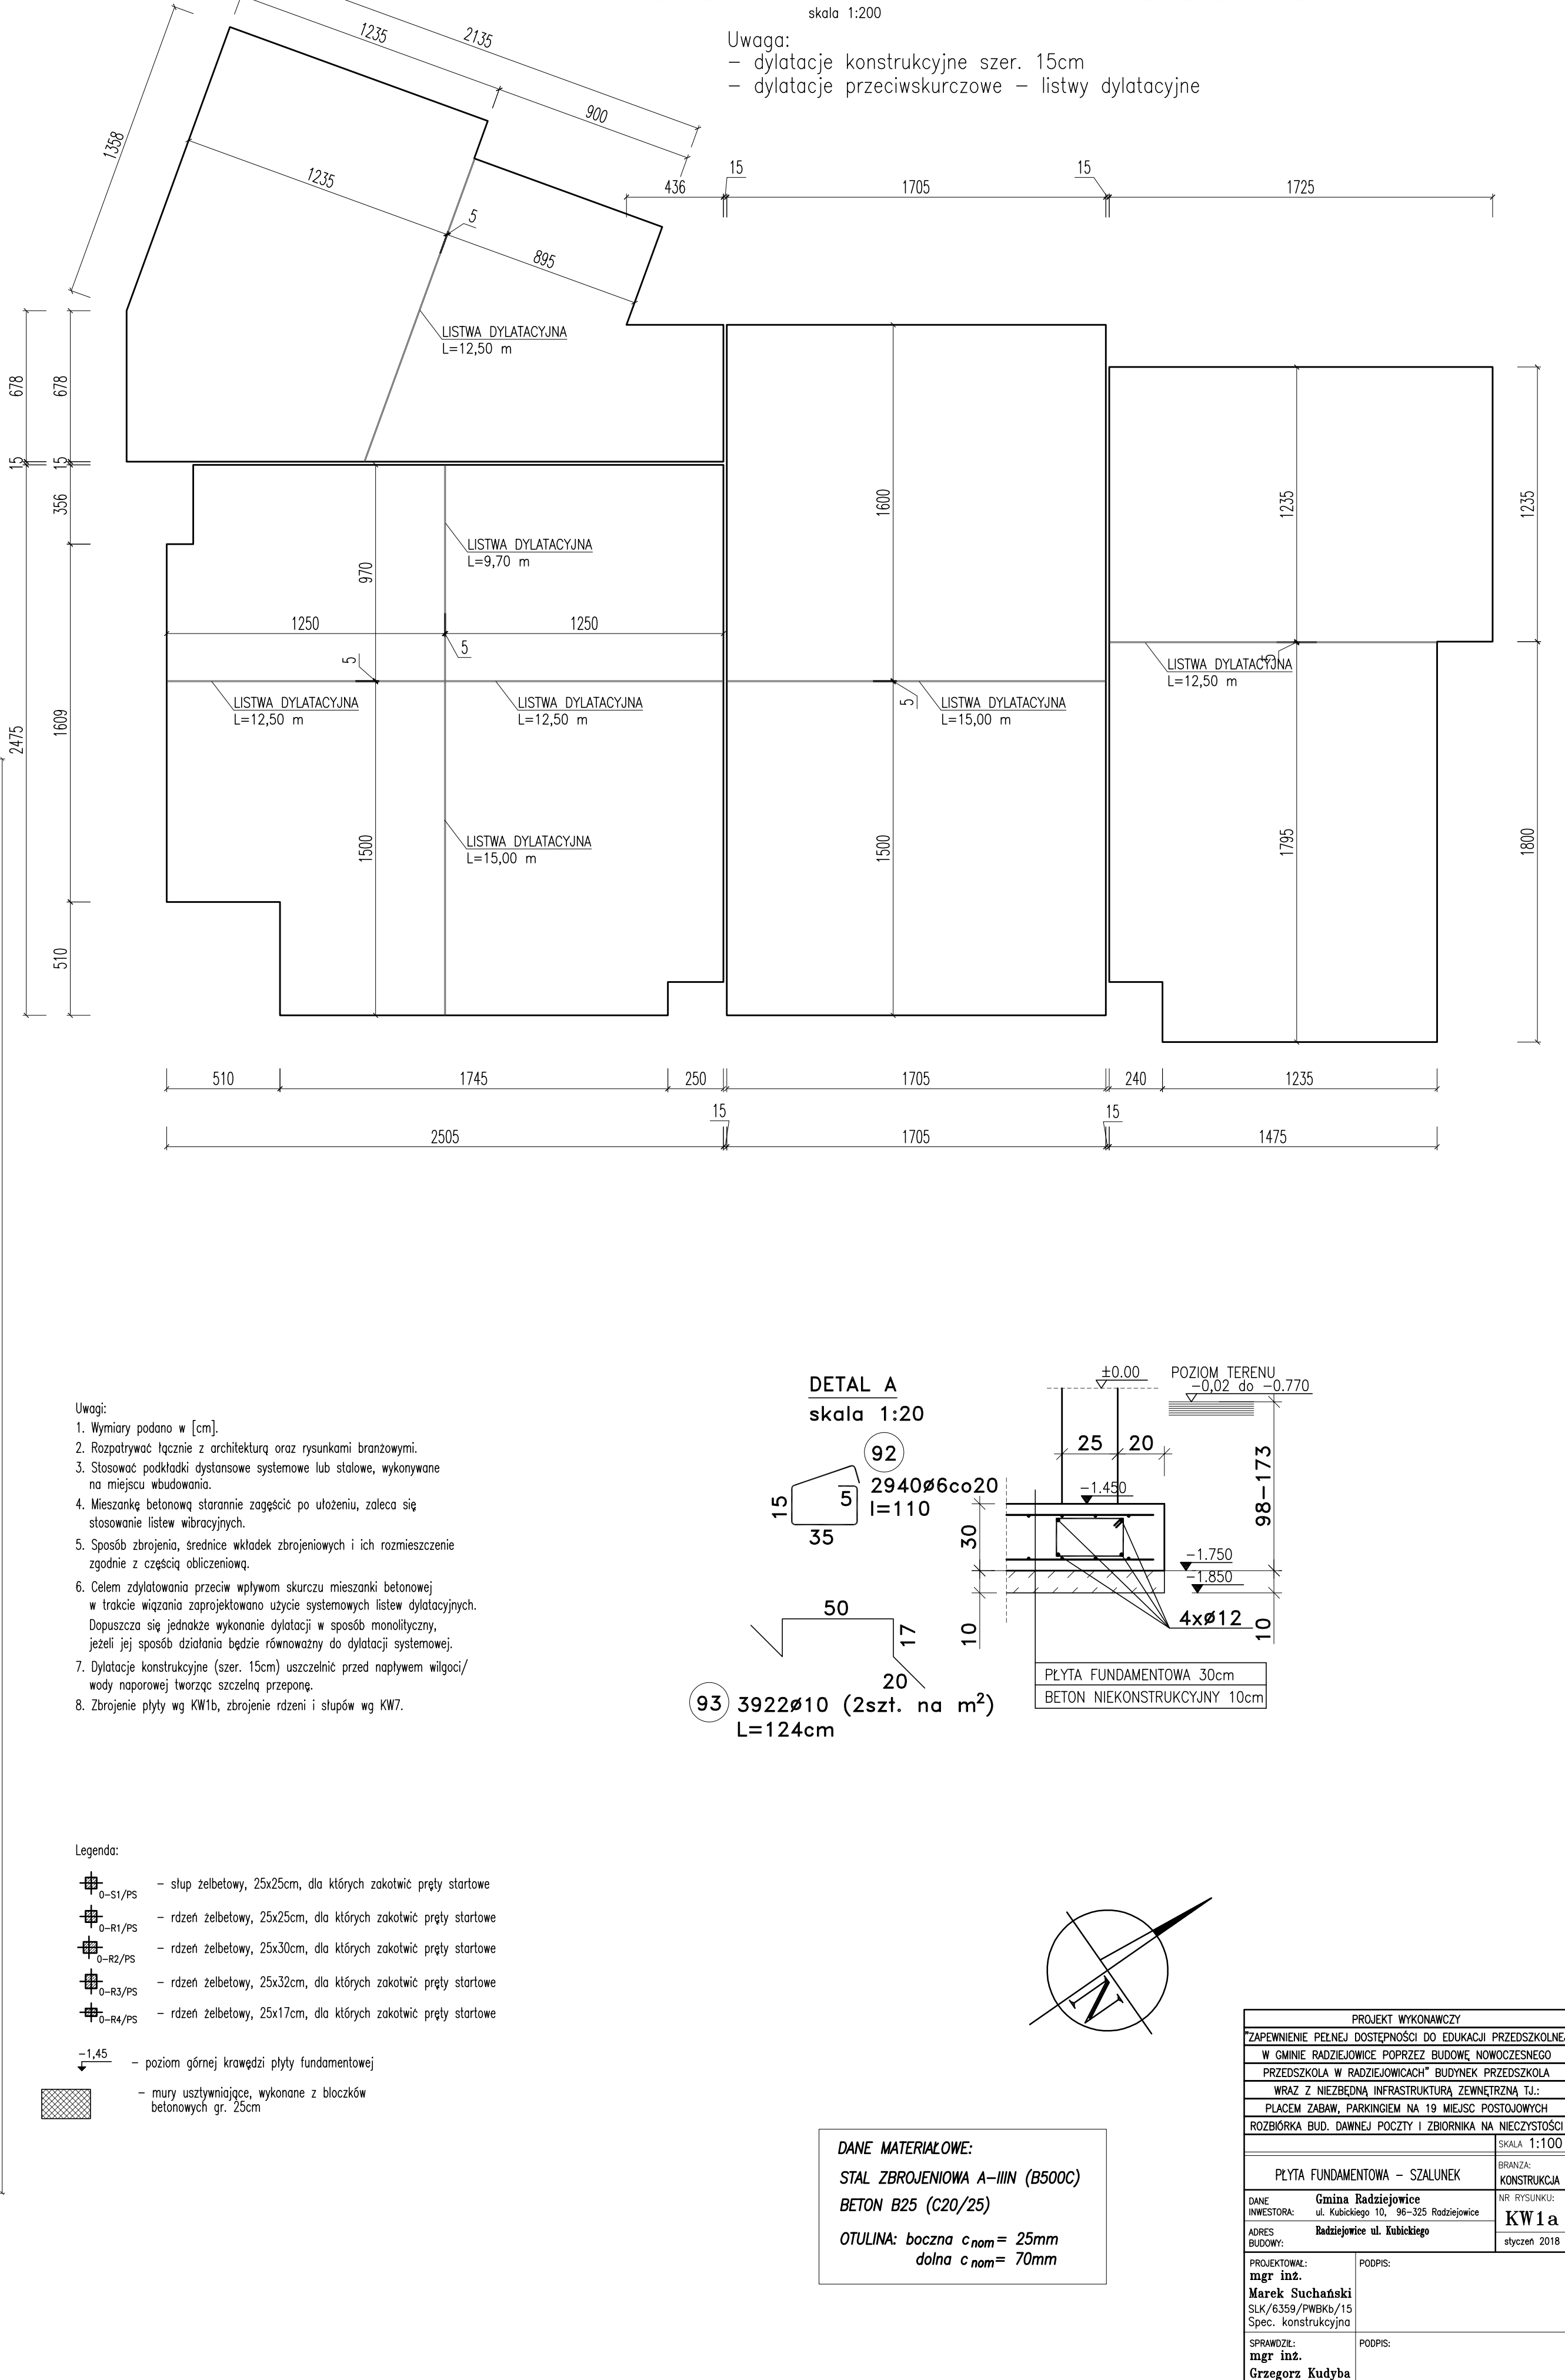 skala 1:200
Uwaga:
– dylatacje konstrukcyjne szer. 15cm
– dylatacje przeciwskurczowe – listwy dylatacyjne
1235
2135
900
1358
1235
5
895
436
15
1705
15
1725
LISTWA DYLATACYJNA
L=12,50 m
678
678
15
15
356
1609
510
2475
LISTWA DYLATACYJNA
L=9,70 m
970
1250
1250
5
5
LISTWA DYLATACYJNA
L=12,50 m
LISTWA DYLATACYJNA
L=12,50 m
1500
LISTWA DYLATACYJNA
L=15,00 m
1600
5
LISTWA DYLATACYJNA
L=15,00 m
1500
1235
1235
5
LISTWA DYLATACYJNA
L=12,50 m
1795
1800
510
1745
250
1705
240
1235
15
15
2505
1705
1475
Uwagi:
1. Wymiary podano w [cm].
2. Rozpatrywać łącznie z architekturą oraz rysunkami branżowymi.
3. Stosować podkładki dystansowe systemowe lub stalowe, wykonywane
na miejscu wbudowania.
4. Mieszankę betonową starannie zagęścić po ułożeniu, zaleca się
stosowanie listew wibracyjnych.
5. Sposób zbrojenia, średnice wkładek zbrojeniowych i ich rozmieszczenie
zgodnie z częścią obliczeniową.
6. Celem zdylatowania przeciw wpływom skurczu mieszanki betonowej
w trakcie wiązania zaprojektowano użycie systemowych listew dylatacyjnych.
Dopuszcza się jednakże wykonanie dylatacji w sposób monolityczny,
jeżeli jej sposób działania będzie równoważny do dylatacji systemowej.
7. Dylatacje konstrukcyjne (szer. 15cm) uszczelnić przed napływem wilgoci/
wody naporowej tworząc szczelną przeponę.
8. Zbrojenie płyty wg KW1b, zbrojenie rdzeni i słupów wg KW7.
DETAL A
skala 1:20
92
2940ø6co20
l=110
15
5
35
50
17
20
93
3922ø10 (2szt. na m²)
L=124cm
±0.00
POZIOM TERENU
-0,02 do -0.770
25
20
98-173
-1.450
30
-1.750
-1.850
10
10
4xø12
PŁYTA FUNDAMENTOWA 30cm
BETON NIEKONSTRUKCYJNY 10cm
Legenda:
0-S1/PS – słup żelbetowy, 25x25cm, dla których zakotwić pręty startowe
0-R1/PS – rdzeń żelbetowy, 25x25cm, dla których zakotwić pręty startowe
0-R2/PS – rdzeń żelbetowy, 25x30cm, dla których zakotwić pręty startowe
0-R3/PS – rdzeń żelbetowy, 25x32cm, dla których zakotwić pręty startowe
0-R4/PS – rdzeń żelbetowy, 25x17cm, dla których zakotwić pręty startowe
-1,45 – poziom górnej krawędzi płyty fundamentowej
– mury usztywniające, wykonane z bloczków
betonowych gr. 25cm
N
DANE MATERIAŁOWE:
STAL ZBROJENIOWA A-IIIN (B500C)
BETON B25 (C20/25)
OTULINA: boczna c nom = 25mm
dolna c nom = 70mm
PROJEKT WYKONAWCZY
"ZAPEWNIENIE PEŁNEJ DOSTĘPNOŚCI DO EDUKACJI PRZEDSZKOLNEJ
W GMINIE RADZIEJOWICE POPRZEZ BUDOWĘ NOWOCZESNEGO
PRZEDSZKOLA W RADZIEJOWICACH" BUDYNEK PRZEDSZKOLA
WRAZ Z NIEZBĘDNĄ INFRASTRUKTURĄ ZEWNĘTRZNĄ TJ.:
PLACEM ZABAW, PARKINGIEM NA 19 MIEJSC POSTOJOWYCH
ROZBIÓRKA BUD. DAWNEJ POCZTY I ZBIORNIKA NA NIECZYSTOŚCI
SKALA 1:100
PŁYTA FUNDAMENTOWA – SZALUNEK
BRANZA:
KONSTRUKCJA
DANE
INWESTORA:
Gmina Radziejowice
ul. Kubickiego 10, 96-325 Radziejowice
NR RYSUNKU:
KW1a
ADRES
BUDOWY:
Radziejowice ul. Kubickiego
styczeń 2018
PROJEKTOWAŁ:
mgr inż.
Marek Suchański
SLK/6359/PWBKb/15
Spec. konstrukcyjna
PODPIS:
SPRAWDZIŁ:
mgr inż.
Grzegorz Kudyba
PODPIS: